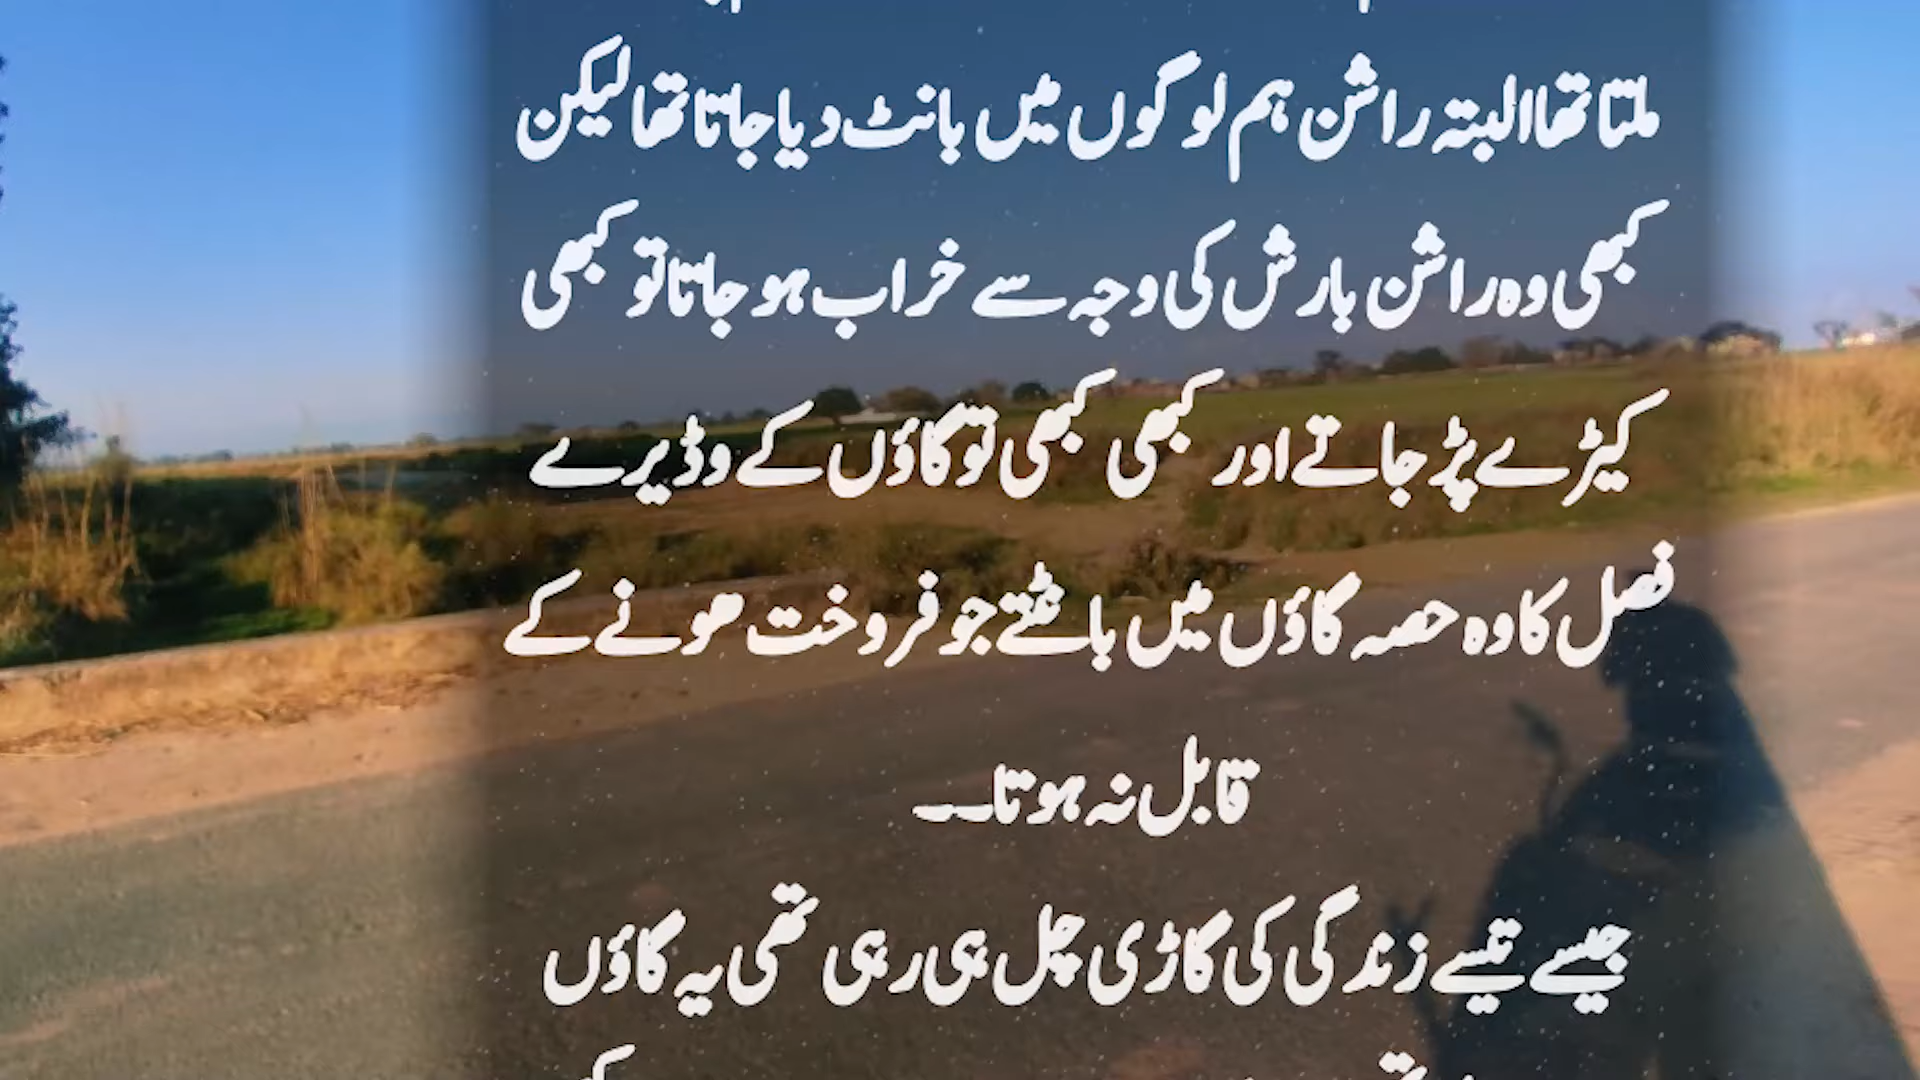 ملتا تھا البتہ راشن ہم لوگوں میں بانٹ دیا جاتا تھا لیکن
کبھی وہ راشن بارش کی وجہ سے خراب ہو جاتا تو کبھی
کیڑے پڑ جاتے اور کبھی کبھی تو گاؤں کے وڈیرے
فصل کا وہ حصہ گاؤں میں بانٹتے جو فروخت ھونے کے
قابل نہ ہوتا۔۔
جیسے تیسے زندگی کی گاڑی چل ہی رہی تھی یہ گاؤں